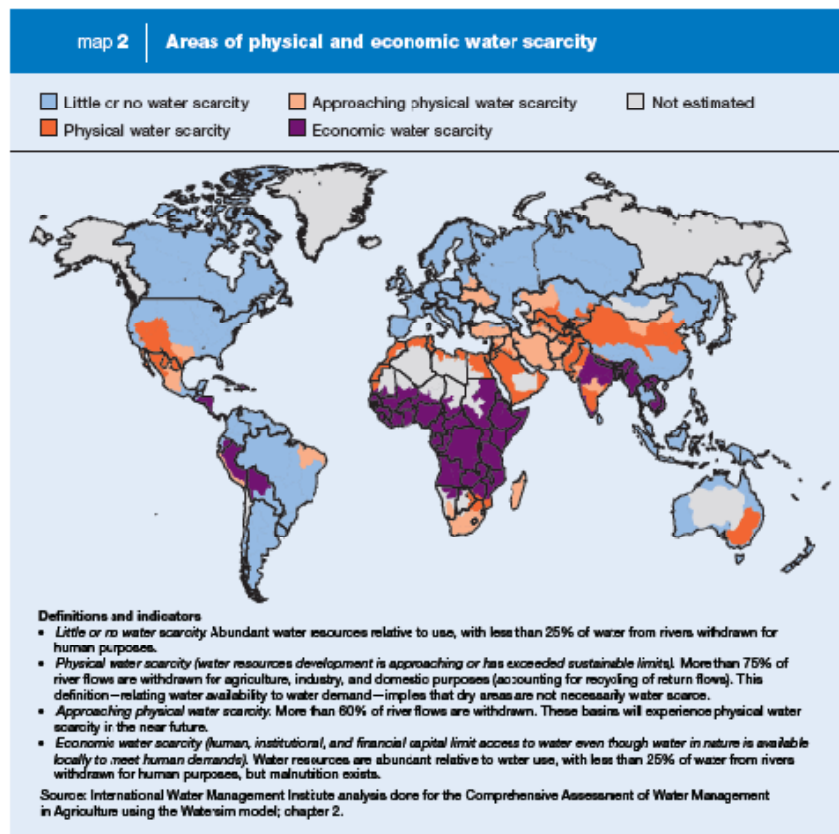 map 2 Areas of physical and economic water scarcity
Little or no water scarcity Approaching physical water scarcity Not estimated
Physical water scarcity Economic water scarcity
Definitions and indicators
• Little or no water scarcity. Abundant water resources relative to use, with less than 25% of water from rivers withdrawn for
human purposes.
• Physical water scarcity (water resources development is approaching or has exceeded sustainable limits). More than 75% of
river flows are withdrawn for agriculture, industry, and domestic purposes (accounting for recycling of return flows). This
definition—relating water availability to water demand—implies that dry areas are not necessarily water scarce.
• Approaching physical water scarcity. More than 60% of river flows are withdrawn. These basins will experience physical water
scarcity in the near future.
• Economic water scarcity (human, institutional, and financial capital limit access to water even though water in nature is available
locally to meet human demands). Water resources are abundant relative to water use, with less than 25% of water from rivers
withdrawn for human purposes, but malnutrition exists.
Source: International Water Management Institute analysis done for the Comprehensive Assessment of Water Management
in Agriculture using the Watersim model; chapter 2.